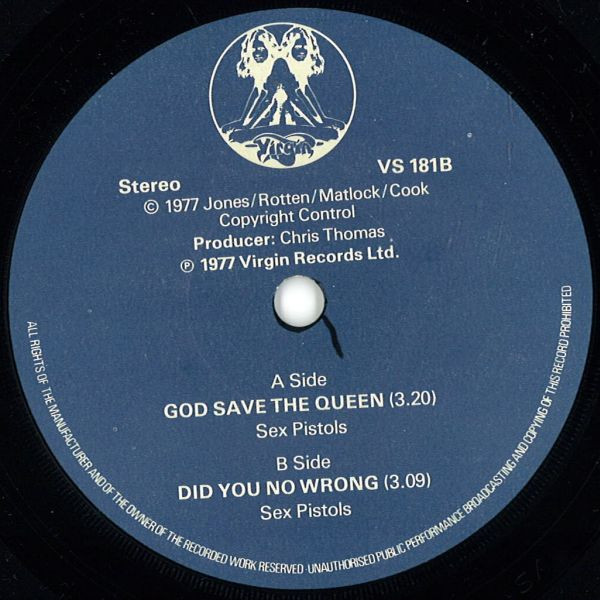 Virgin
VS 181B
Stereo
© 1977 Jones/Rotten/Matlock/Cook
Copyright Control
Producer: Chris Thomas
℗ 1977 Virgin Records Ltd.
A Side
GOD SAVE THE QUEEN (3.20)
Sex Pistols
B Side
DID YOU NO WRONG (3.09)
Sex Pistols
ALL RIGHTS OF THE MANUFACTURER AND OF THE OWNER OF THE RECORDED WORK RESERVED · UNAUTHORISED PUBLIC PERFORMANCE BROADCASTING AND COPYING OF THIS RECORD PROHIBITED